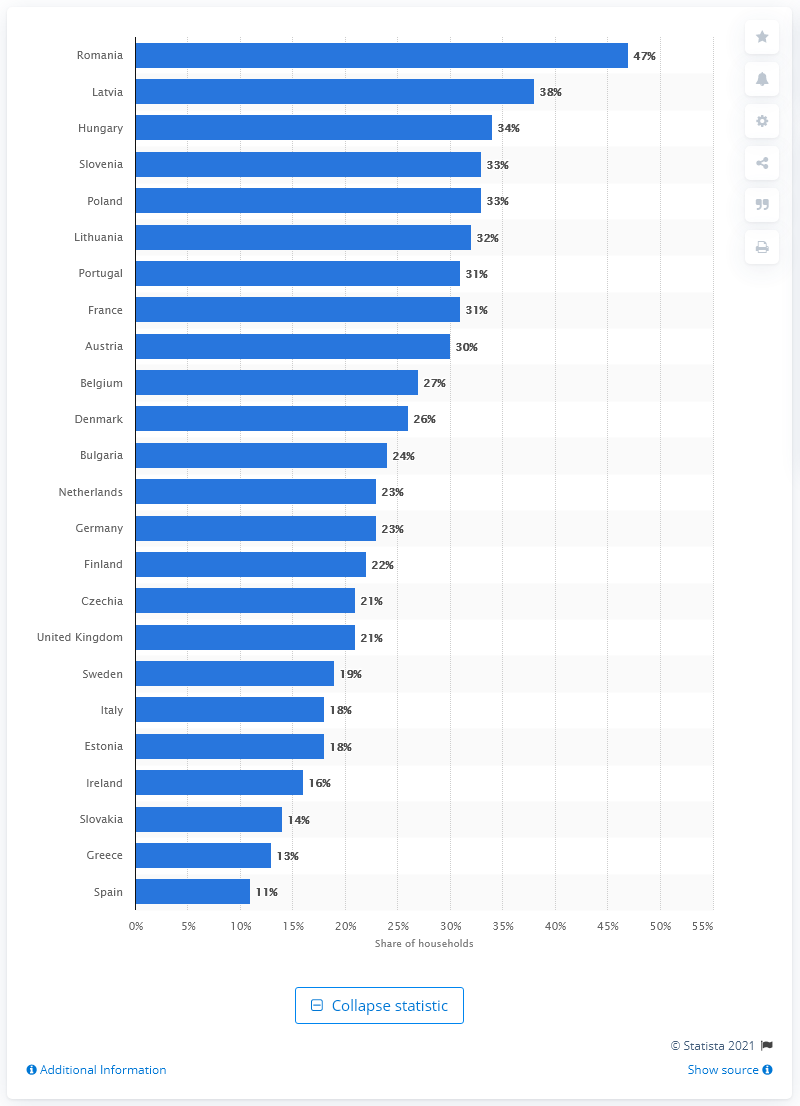 Romania 47%
Latvia 38%
Hungary 34%
Slovenia 33%
Poland 33%
Lithuania 32%
Portugal 31%
France 31%
Austria 30%
Belgium 27%
Denmark 26%
Bulgaria 24%
Netherlands 23%
Germany 23%
Finland 22%
Czechia 21%
United Kingdom 21%
Sweden 19%
Italy 18%
Estonia 18%
Ireland 16%
Slovakia 14%
Greece 13%
Spain 11%
0% 5% 10% 15% 20% 25% 30% 35% 40% 45% 50% 55%
Share of households
Collapse statistic
© Statista 2021
Additional Information Show source